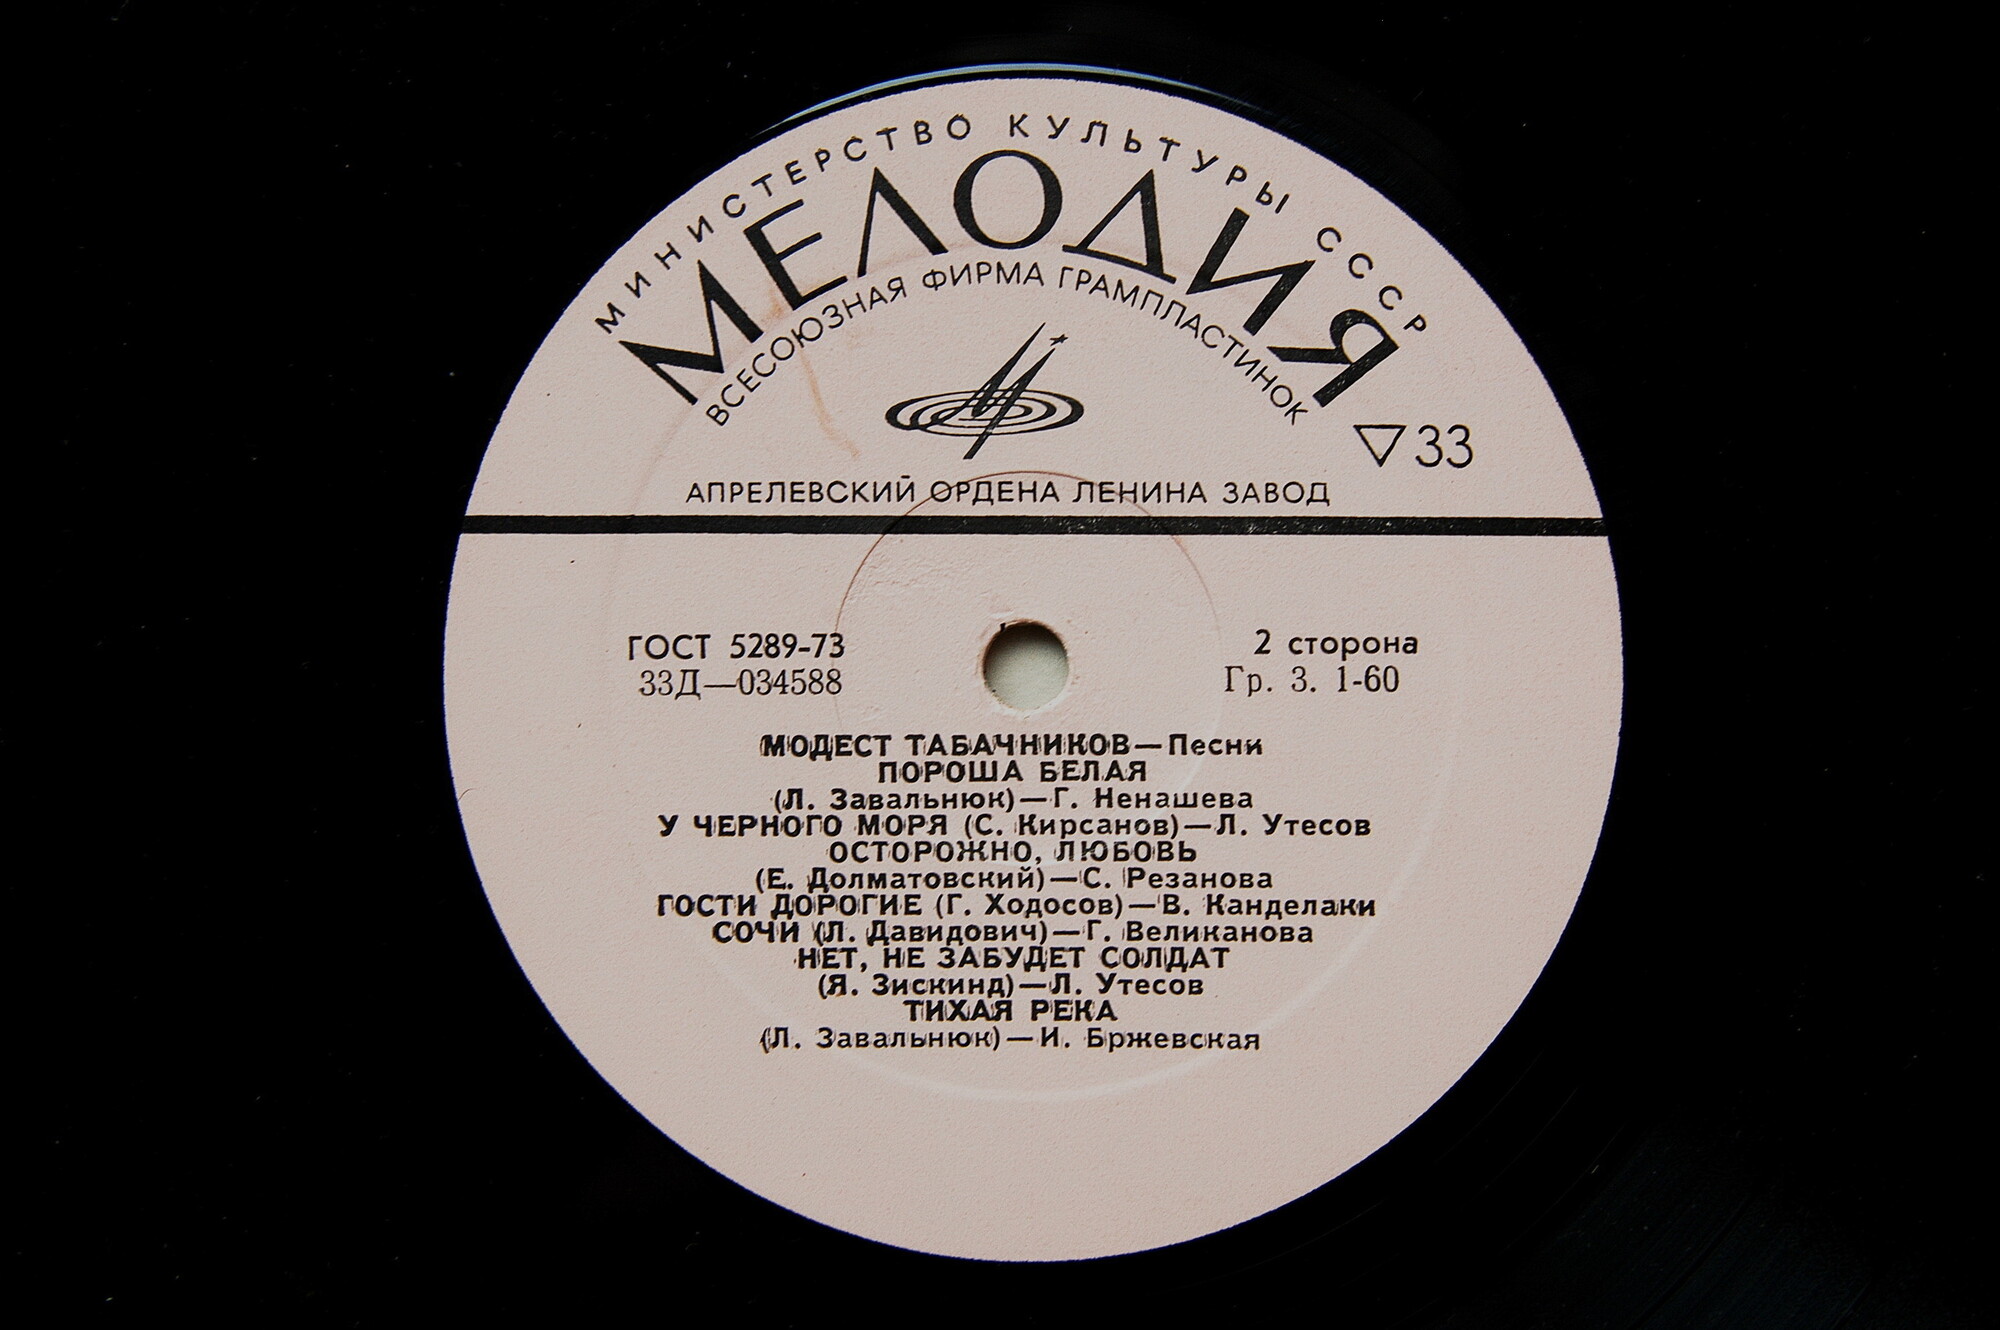 МИНИСТЕРСТВО КУЛЬТУРЫ СССР
МЕЛОДИЯ
ВСЕСОЮЗНАЯ ФИРМА ГРАМПЛАСТИНОК
33
АПРЕЛЕВСКИЙ ОРДЕНА ЛЕНИНА ЗАВОД
ГОСТ 5289-73
33Д—034588
2 сторона
Гр. 3. 1-60
МОДЕСТ ТАБАЧНИКОВ—Песни
ПОРОША БЕЛАЯ
(Л. Завальнюк)—Г. Ненашева
У ЧЕРНОГО МОРЯ (С. Кирсанов)—Л. Утесов
ОСТОРОЖНО, ЛЮБОВЬ
(Е. Долматовский)—С. Резанова
ГОСТИ ДОРОГИЕ (Г. Ходосов)—В. Канделаки
СОЧИ (Л. Давидович)—Г. Великанова
НЕТ, НЕ ЗАБУДЕТ СОЛДАТ
(Я. Зискинд)—Л. Утесов
ТИХАЯ РЕКА
(Л. Завальнюк)—И. Бржевская